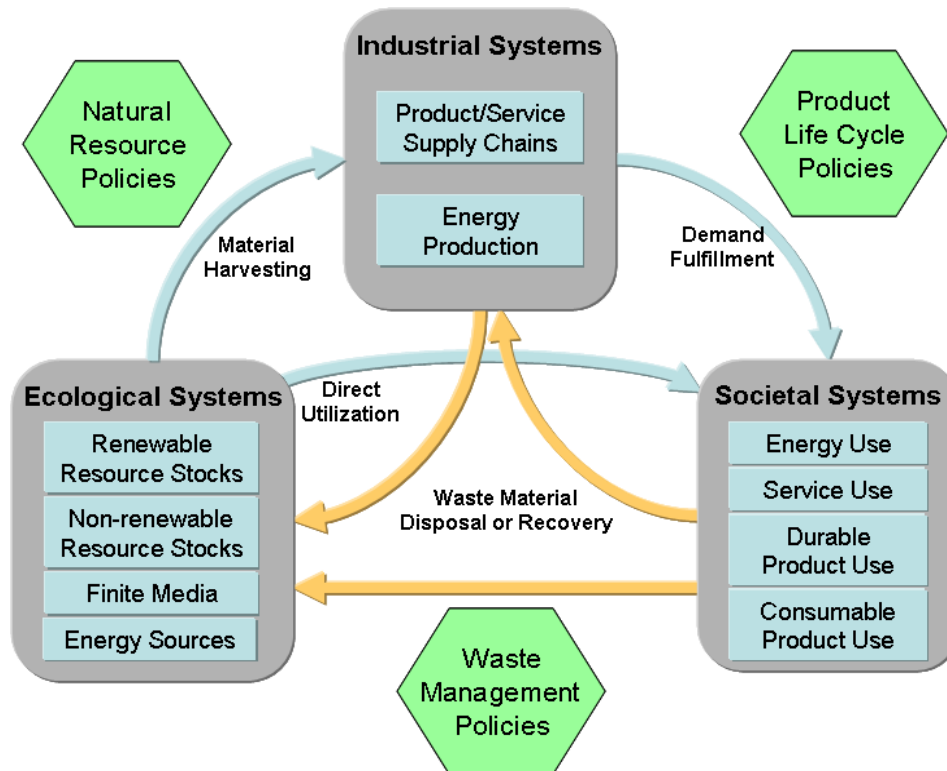 Industrial Systems
Product/Service
Supply Chains
Energy
Production
Natural
Resource
Policies
Product
Life Cycle
Policies
Material
Harvesting
Demand
Fulfillment
Direct
Utilization
Ecological Systems
Renewable
Resource Stocks
Non-renewable
Resource Stocks
Finite Media
Energy Sources
Societal Systems
Energy Use
Service Use
Durable
Product Use
Consumable
Product Use
Waste Material
Disposal or Recovery
Waste
Management
Policies